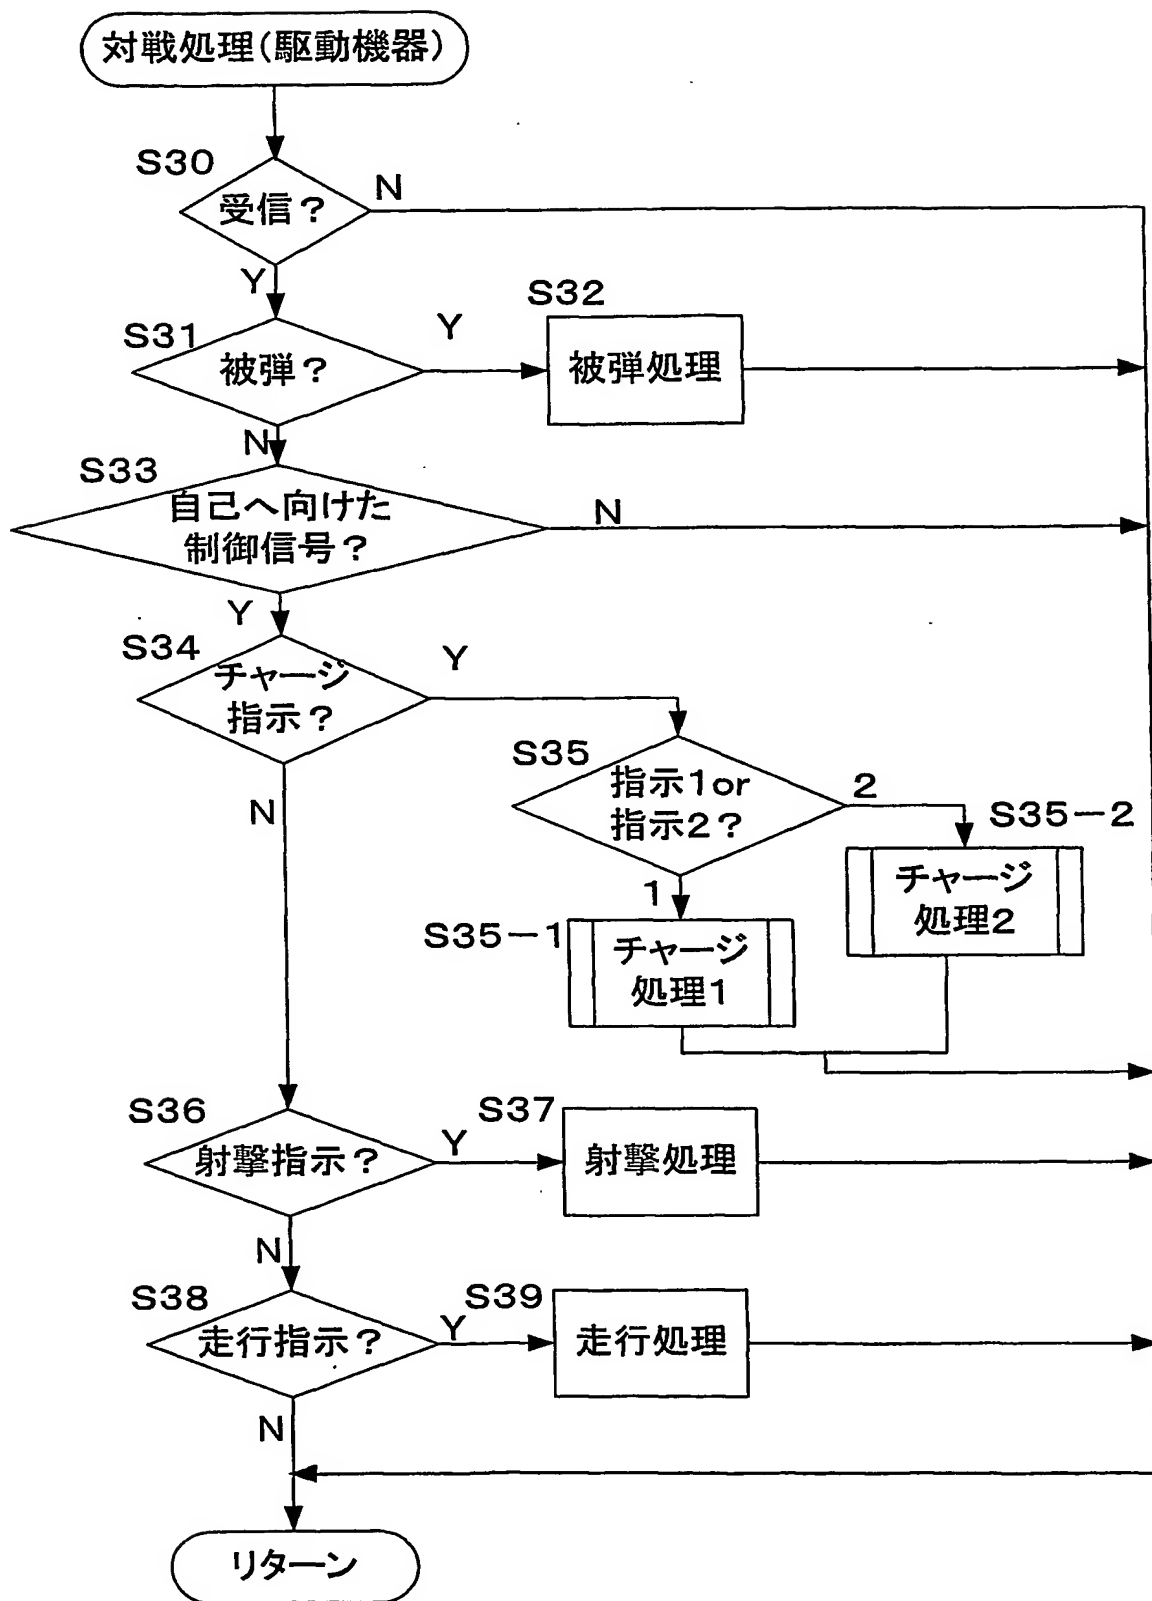 対戦処理(駆動機器)
S30
受信?
N
Y
S31
被弾?
Y
S32
被弾処理
N
S33
自己へ向けた
制御信号?
N
Y
S34
チャージ
指示?
Y
N
S35
指示1or
指示2?
2
S35-2
チャージ
処理2
1
S35-1
チャージ
処理1
S36
射撃指示?
Y
S37
射撃処理
N
S38
走行指示?
Y
S39
走行処理
N
リターン